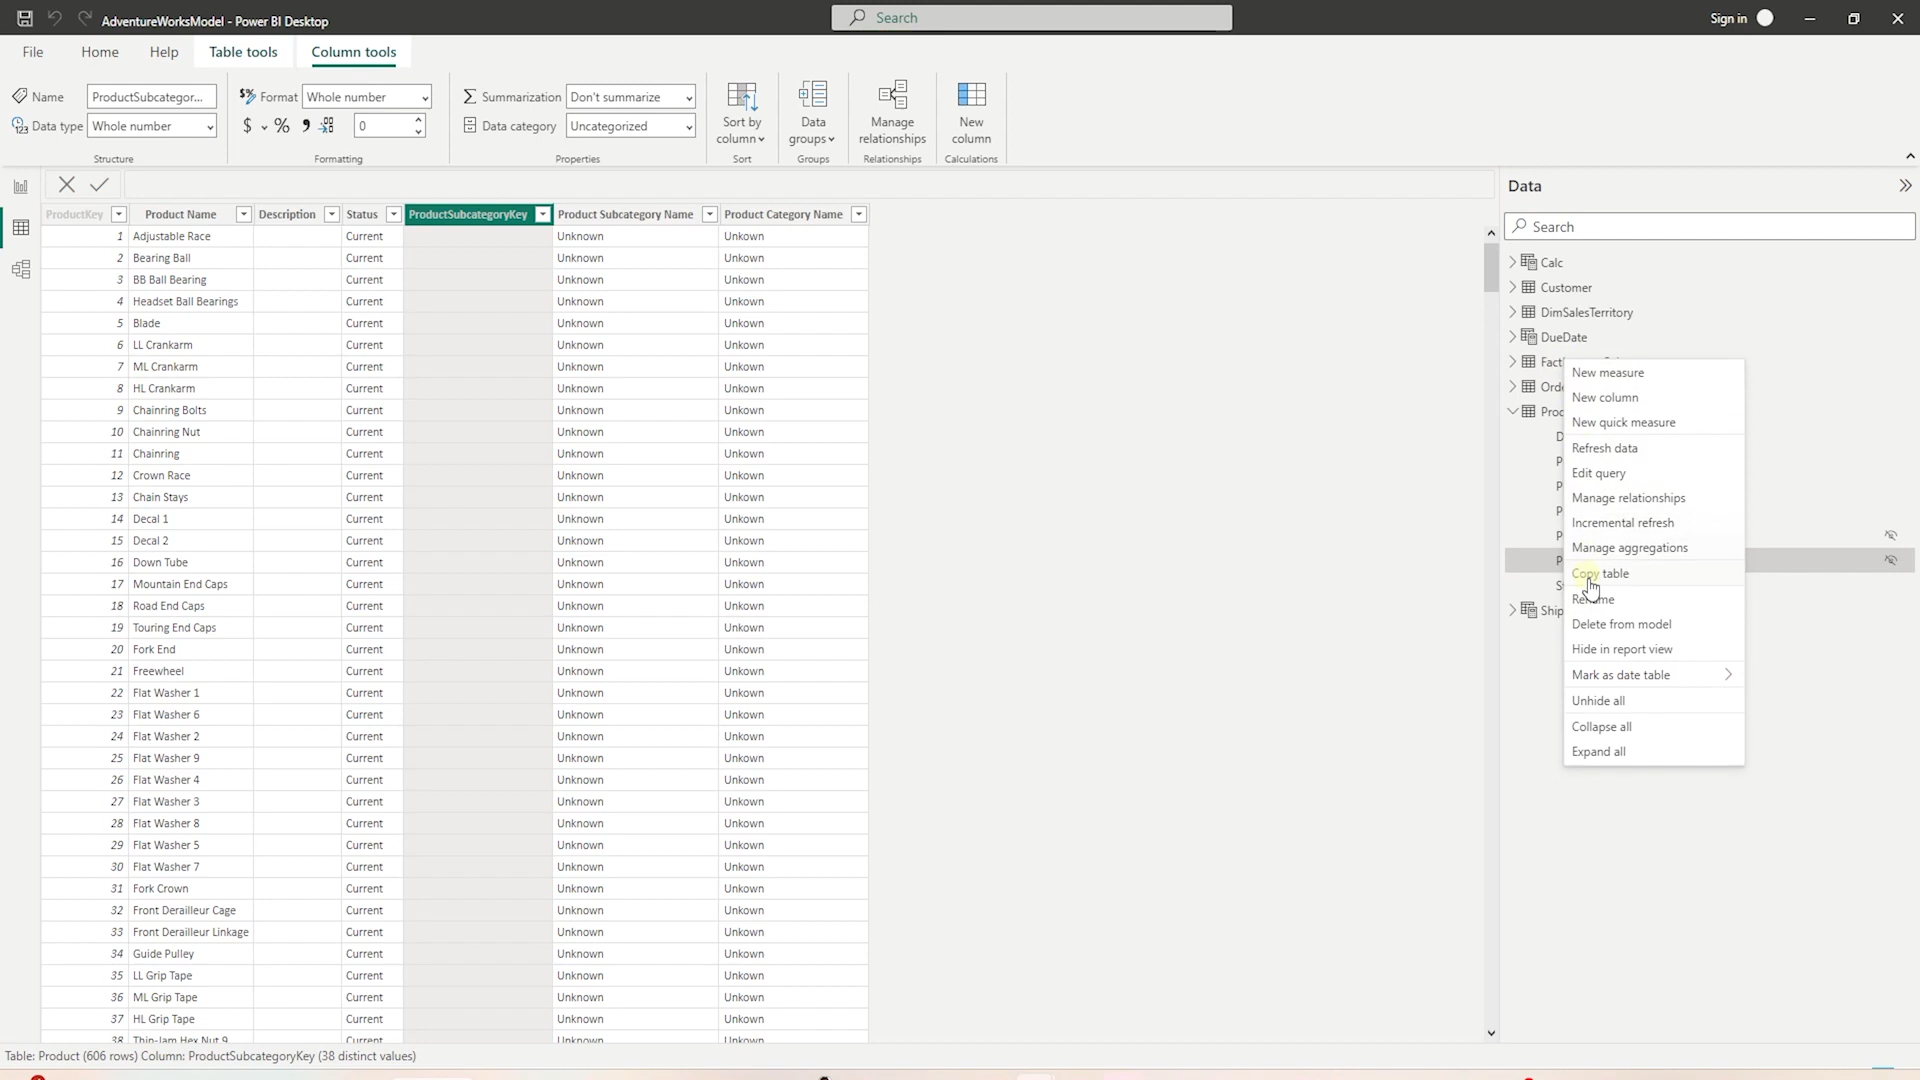 AdventureWorksModel - Power BI Desktop
Search
Sign in
File Home Help Table tools Column tools
Name ProductSubcategor...
Format Whole number
Summarization Don't summarize
Data type Whole number
$ % 0
Data category Uncategorized
Sort by column
Data groups
Manage relationships
New column
Structure Formatting Properties Sort Groups Relationships Calculations
ProductKey Product Name Description Status ProductSubcategoryKey Product Subcategory Name Product Category Name
1 Adjustable Race Current Unknown Unkown
2 Bearing Ball Current Unknown Unkown
3 BB Ball Bearing Current Unknown Unkown
4 Headset Ball Bearings Current Unknown Unkown
5 Blade Current Unknown Unkown
6 LL Crankarm Current Unknown Unkown
7 ML Crankarm Current Unknown Unkown
8 HL Crankarm Current Unknown Unkown
9 Chainring Bolts Current Unknown Unkown
10 Chainring Nut Current Unknown Unkown
11 Chainring Current Unknown Unkown
12 Crown Race Current Unknown Unkown
13 Chain Stays Current Unknown Unkown
14 Decal 1 Current Unknown Unkown
15 Decal 2 Current Unknown Unkown
16 Down Tube Current Unknown Unkown
17 Mountain End Caps Current Unknown Unkown
18 Road End Caps Current Unknown Unkown
19 Touring End Caps Current Unknown Unkown
20 Fork End Current Unknown Unkown
21 Freewheel Current Unknown Unkown
22 Flat Washer 1 Current Unknown Unkown
23 Flat Washer 6 Current Unknown Unkown
24 Flat Washer 2 Current Unknown Unkown
25 Flat Washer 9 Current Unknown Unkown
26 Flat Washer 4 Current Unknown Unkown
27 Flat Washer 3 Current Unknown Unkown
28 Flat Washer 8 Current Unknown Unkown
29 Flat Washer 5 Current Unknown Unkown
30 Flat Washer 7 Current Unknown Unkown
31 Fork Crown Current Unknown Unkown
32 Front Derailleur Cage Current Unknown Unkown
33 Front Derailleur Linkage Current Unknown Unkown
34 Guide Pulley Current Unknown Unkown
35 LL Grip Tape Current Unknown Unkown
36 ML Grip Tape Current Unknown Unkown
37 HL Grip Tape Current Unknown Unkown
38 Thin-Jam Hex Nut 9 Current Unknown Unkown
Data
Search
Calc
Customer
DimSalesTerritory
DueDate
New measure
New column
New quick measure
Refresh data
Edit query
Manage relationships
Incremental refresh
Manage aggregations
Copy table
Rename
Delete from model
Hide in report view
Mark as date table
Unhide all
Collapse all
Expand all
Table: Product (606 rows) Column: ProductSubcategoryKey (38 distinct values)